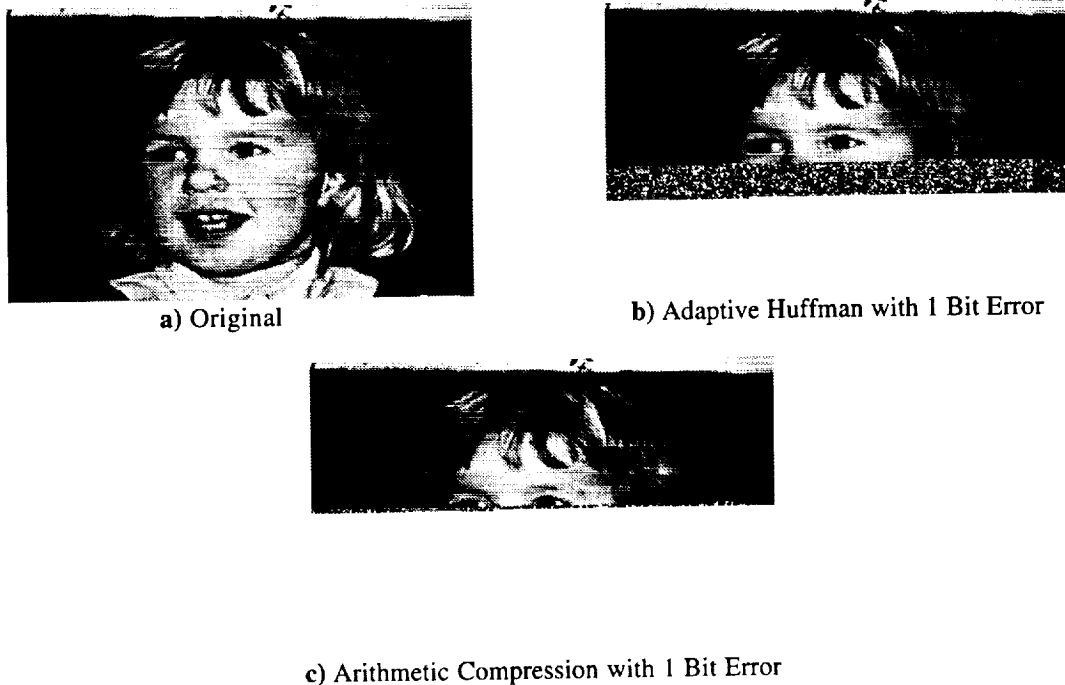 a) Original
b) Adaptive Huffman with 1 Bit Error
c) Arithmetic Compression with 1 Bit Error